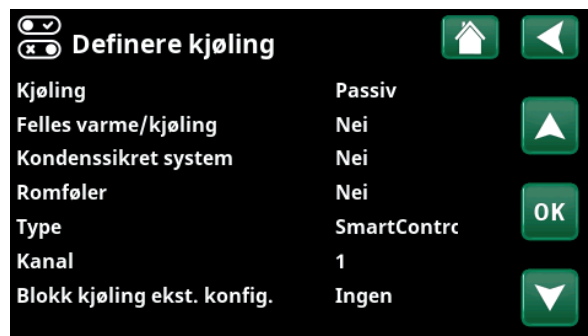 Definere kjøling
Kjøling Passiv
Felles varme/kjøling Nei
Kondenssikret system Nei
Romføler Nei
Type SmartContrc
Kanal 1
Blokk kjøling ekst. konfig. Ingen
OK